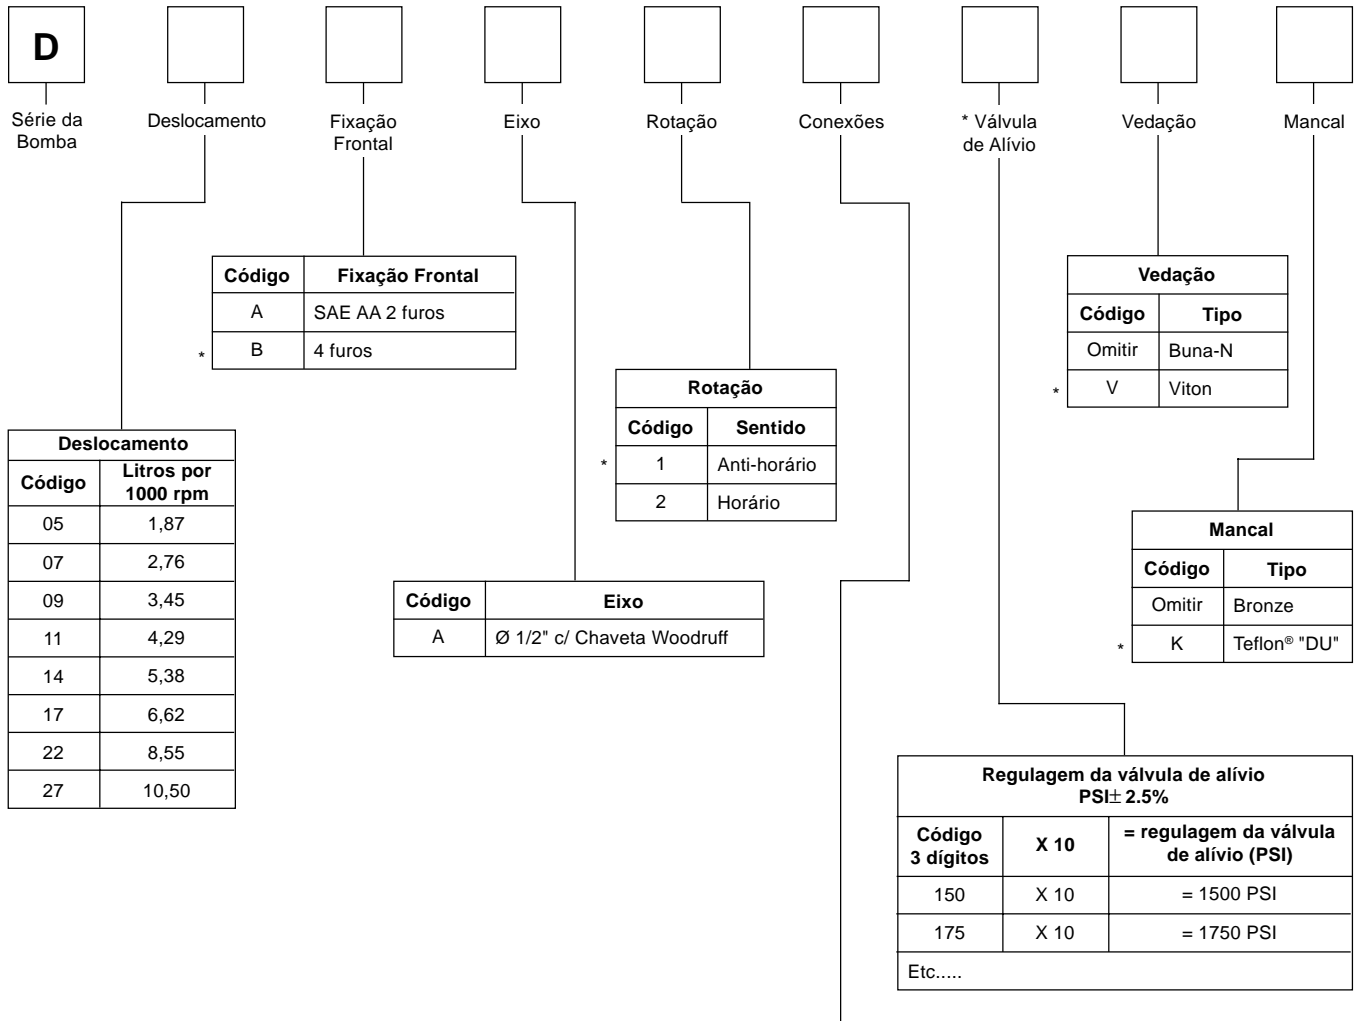 D
Série da
Bomba
Deslocamento
Fixação
Frontal
Eixo
Rotação
Conexões
* Válvula
de Alívio
Vedação
Mancal
Código Fixação Frontal
A SAE AA 2 furos
* B 4 furos
Vedação
Código Tipo
Omitir Buna-N
* V Viton
Rotação
Código Sentido
* 1 Anti-horário
2 Horário
Deslocamento
Código Litros por
1000 rpm
05 1,87
07 2,76
09 3,45
11 4,29
14 5,38
17 6,62
22 8,55
27 10,50
Mancal
Código Tipo
Omitir Bronze
* K Teflon® "DU"
Código Eixo
A Ø 1/2" c/ Chaveta Woodruff
Regulagem da válvula de alívio
PSI± 2.5%
Código
3 dígitos X 10 = regulagem da válvula
de alívio (PSI)
150 X 10 = 1500 PSI
175 X 10 = 1750 PSI
Etc.....